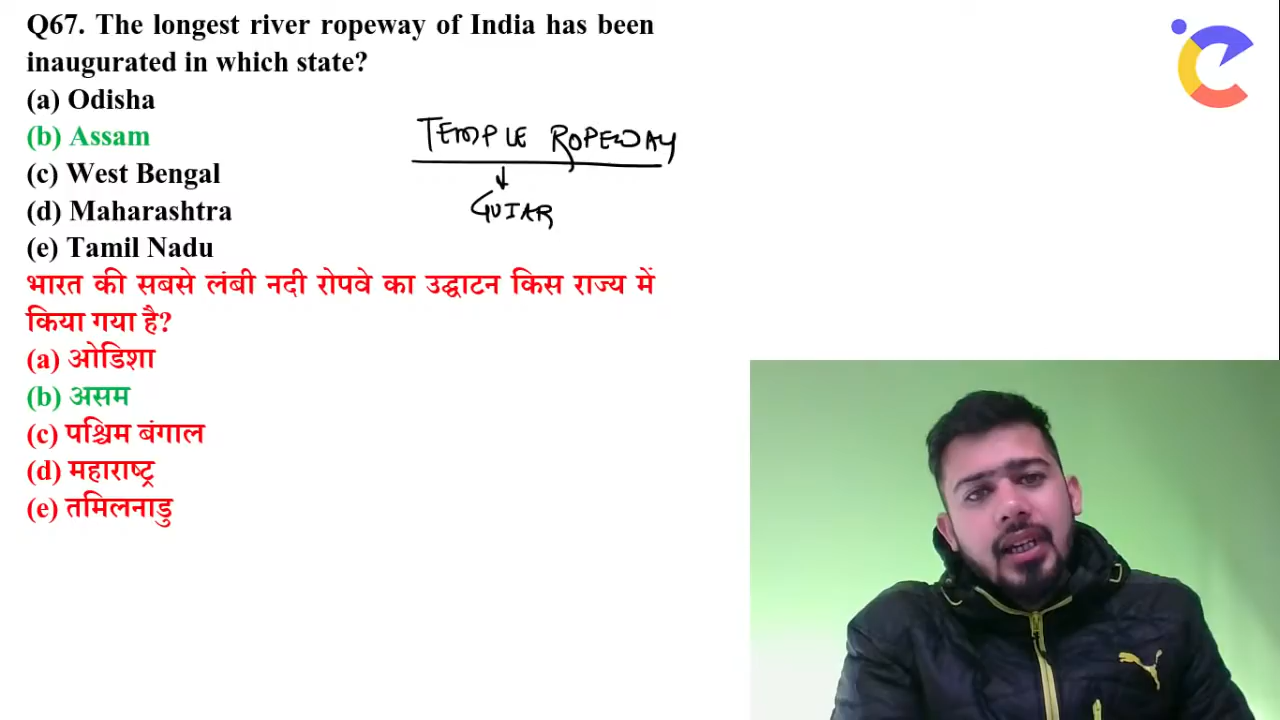 Q67. The longest river ropeway of India has been
inaugurated in which state?
(a) Odisha
(b) Assam
(c) West Bengal
(d) Maharashtra
(e) Tamil Nadu
TEMPLE ROPEWAY
GUJAR
भारत की सबसे लंबी नदी रोपवे का उद्घाटन किस राज्य में
किया गया है?
(a) ओडिशा
(b) असम
(c) पश्चिम बंगाल
(d) महाराष्ट्र
(e) तमिलनाडु